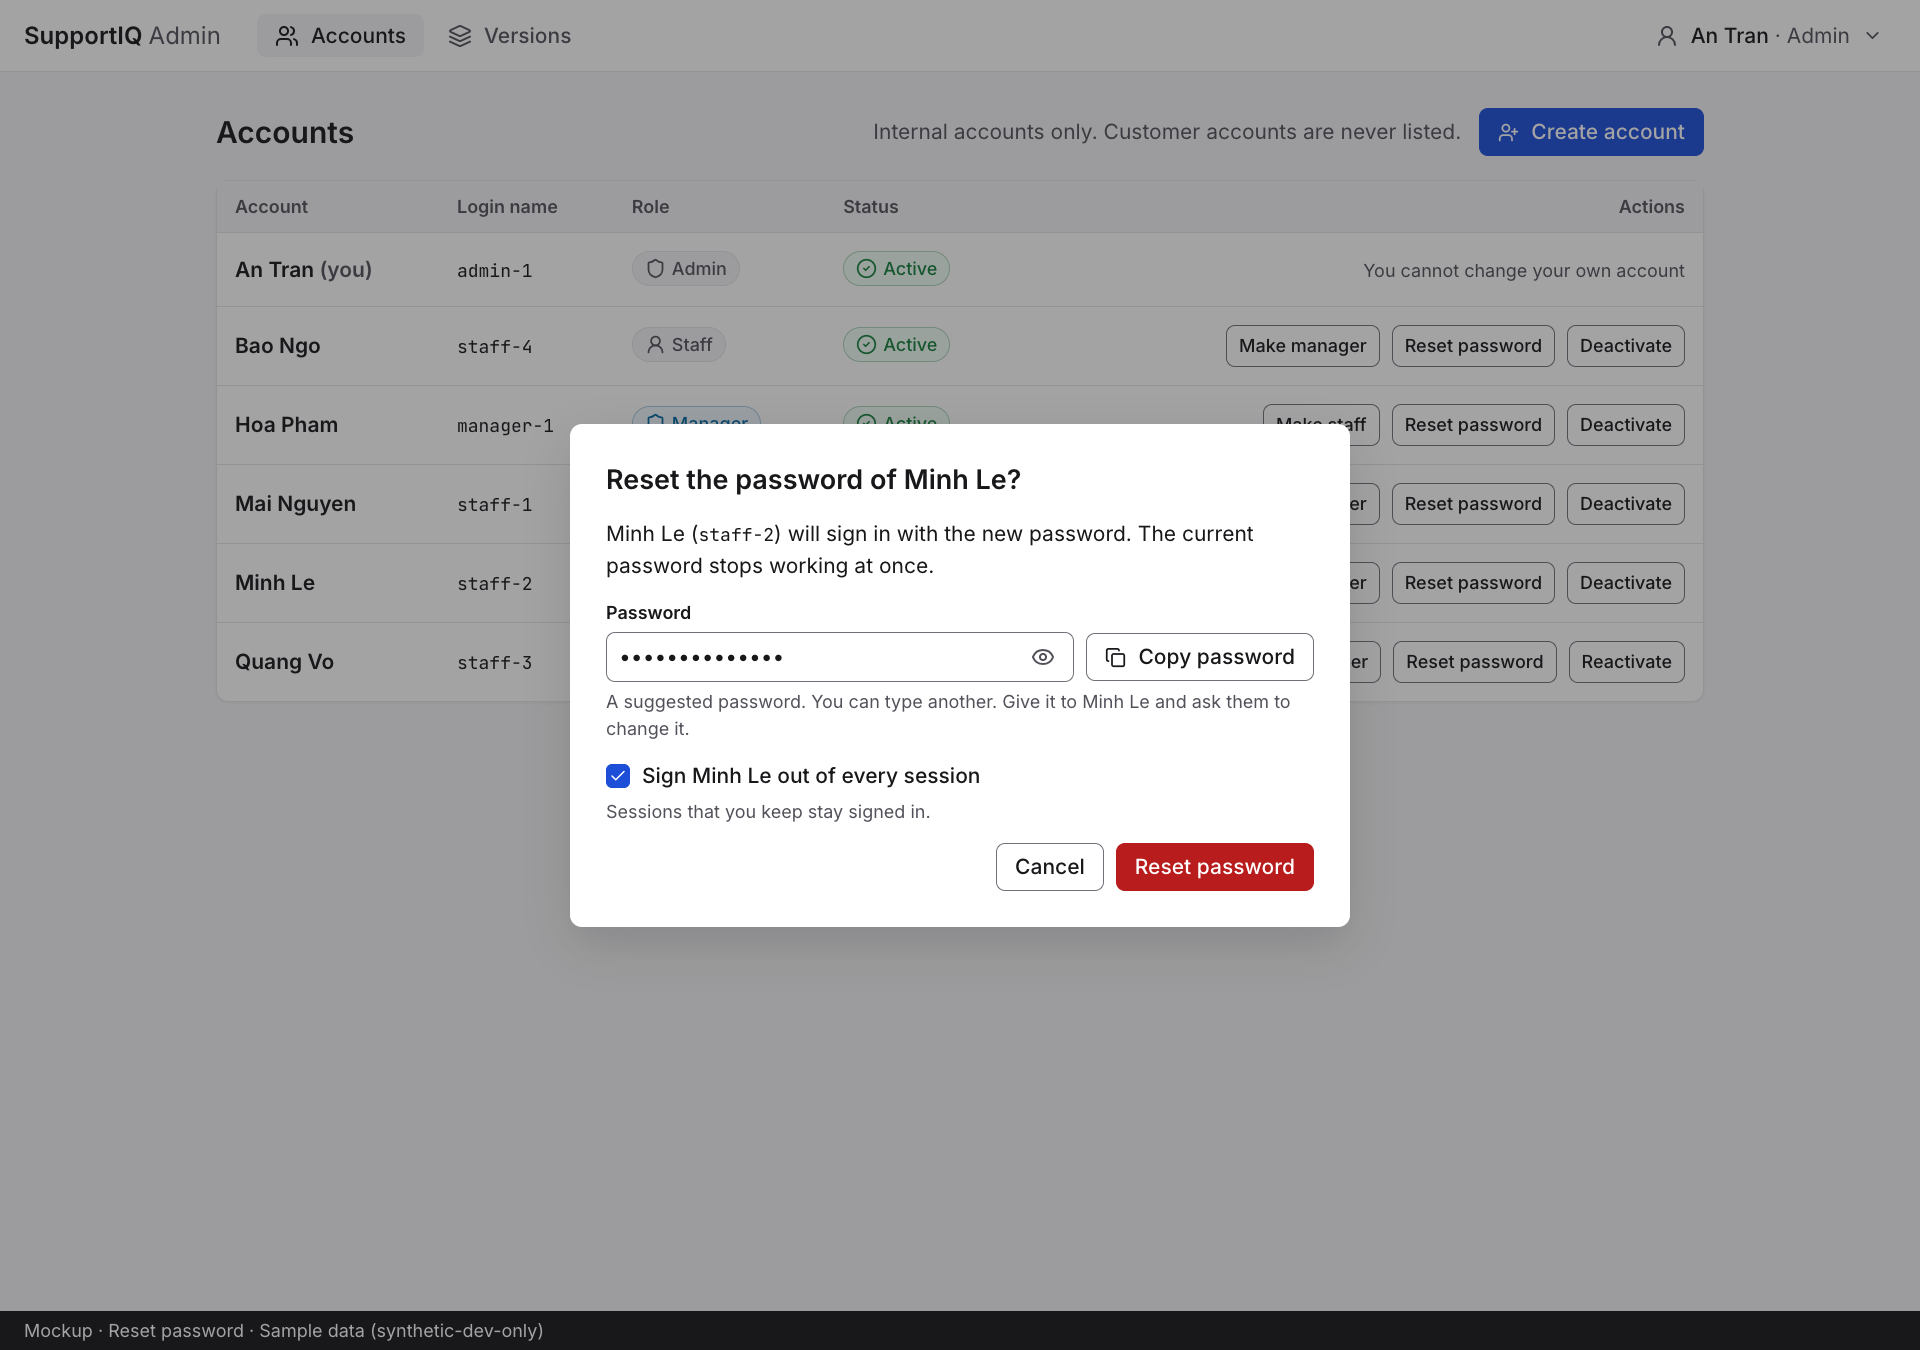 SupportIQ Admin
Accounts
Versions
An Tran · Admin
Accounts
Internal accounts only. Customer accounts are never listed.
Create account
Account Login name Role Status Actions
An Tran (you) admin-1 Admin Active You cannot change your own account
Bao Ngo staff-4 Staff Active Make manager Reset password Deactivate
Hoa Pham manager-1 Manager Active Make staff Reset password Deactivate
Mai Nguyen staff-1 er Reset password Deactivate
Minh Le staff-2 er Reset password Deactivate
Quang Vo staff-3 er Reset password Reactivate
Reset the password of Minh Le?
Minh Le (staff-2) will sign in with the new password. The current
password stops working at once.
Password
••••••••••••••
Copy password
A suggested password. You can type another. Give it to Minh Le and ask them to
change it.
Sign Minh Le out of every session
Sessions that you keep stay signed in.
Cancel
Reset password
Mockup · Reset password · Sample data (synthetic-dev-only)